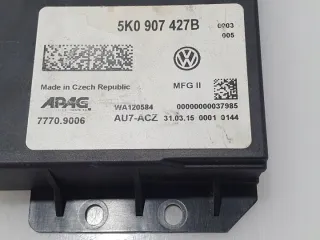 5K0 907 427B 0003
005
Made in Czech Republic MFG II
APAG WA120584 00000000037985
7770.9006 AU7-ACZ 31.03.15 0001 0144